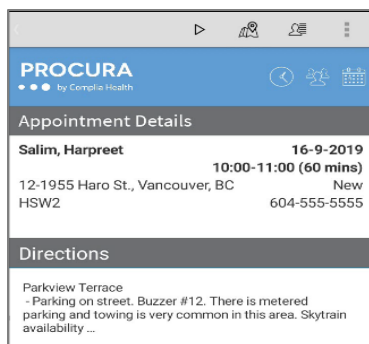 PROCURA
by Complia Health
Appointment Details
Salim, Harpreet 16-9-2019
10:00-11:00 (60 mins)
12-1955 Haro St., Vancouver, BC New
HSW2 604-555-5555
Directions
Parkview Terrace
- Parking on street. Buzzer #12. There is metered
parking and towing is very common in this area. Skytrain
availability ...